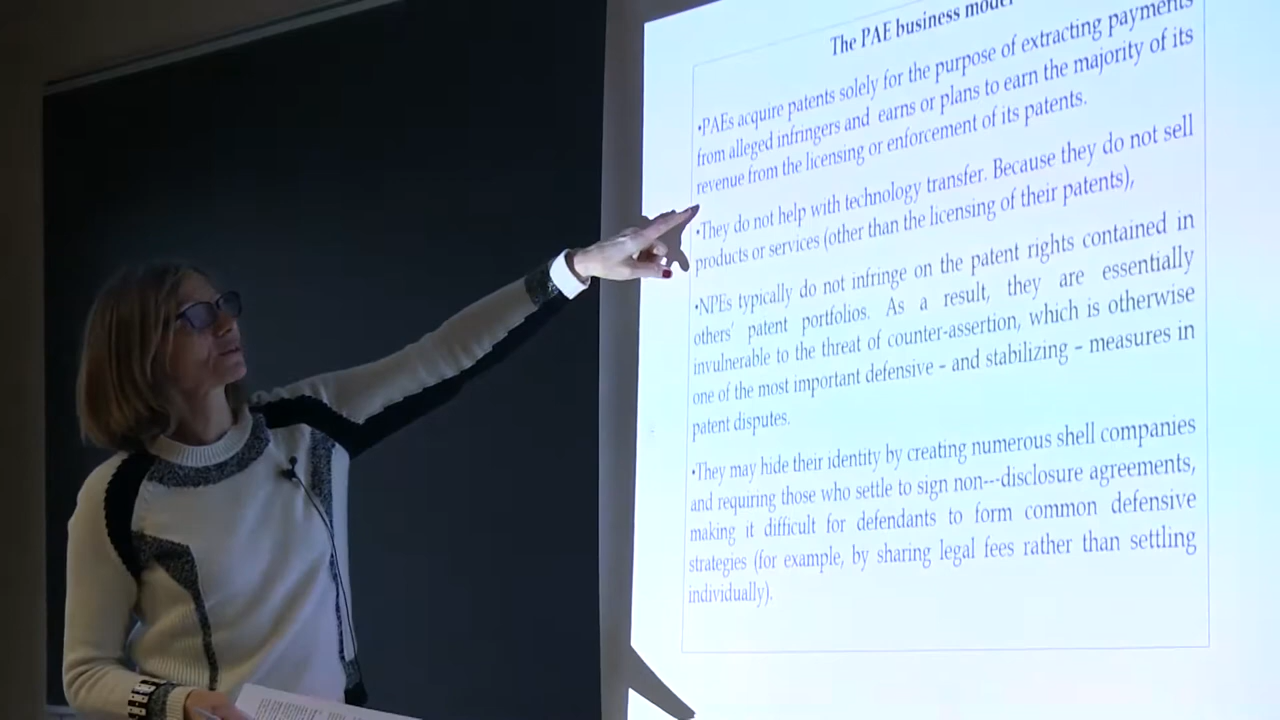 The PAE business model
•PAEs acquire patents solely for the purpose of extracting payments
from alleged infringers and earns or plans to earn the majority of its
revenue from the licensing or enforcement of its patents.
•They do not help with technology transfer. Because they do not sell
products or services (other than the licensing of their patents),
•NPEs typically do not infringe on the patent rights contained in
others' patent portfolios. As a result, they are essentially
invulnerable to the threat of counter-assertion, which is otherwise
one of the most important defensive – and stabilizing – measures in
patent disputes.
•They may hide their identity by creating numerous shell companies
and requiring those who settle to sign non---disclosure agreements,
making it difficult for defendants to form common defensive
strategies (for example, by sharing legal fees rather than settling
individually).